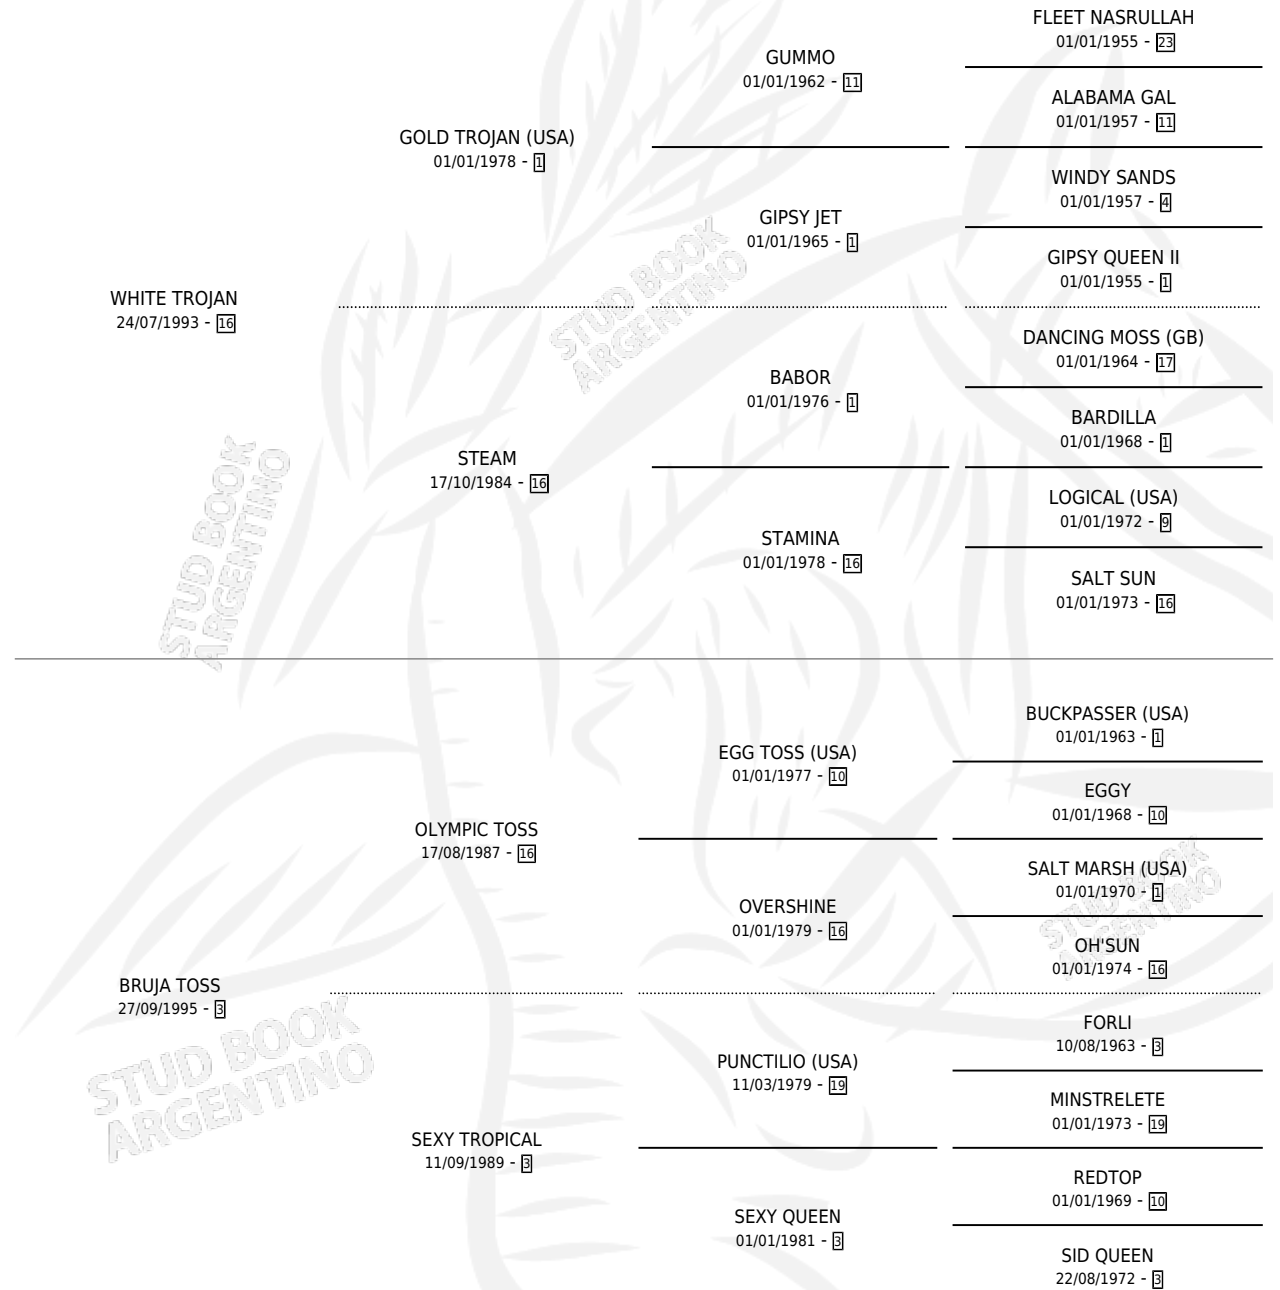 FLEET NASRULLAH
01/01/1955 - 23
GUMMO
01/01/1962 - 11
ALABAMA GAL
01/01/1957 - 11
GOLD TROJAN (USA)
01/01/1978 - 1
WINDY SANDS
01/01/1957 - 4
GIPSY JET
01/01/1965 - 1
GIPSY QUEEN II
01/01/1955 - 1
WHITE TROJAN
24/07/1993 - 16
DANCING MOSS (GB)
01/01/1964 - 17
BABOR
01/01/1976 - 1
BARDILLA
01/01/1968 - 1
STEAM
17/10/1984 - 16
LOGICAL (USA)
01/01/1972 - 9
STAMINA
01/01/1978 - 16
SALT SUN
01/01/1973 - 16
BUCKPASSER (USA)
01/01/1963 - 1
EGG TOSS (USA)
01/01/1977 - 10
EGGY
01/01/1968 - 10
OLYMPIC TOSS
17/08/1987 - 16
SALT MARSH (USA)
01/01/1970 - 1
OVERSHINE
01/01/1979 - 16
OH'SUN
01/01/1974 - 16
BRUJA TOSS
27/09/1995 - 3
FORLI
10/08/1963 - 3
PUNCTILIO (USA)
11/03/1979 - 19
MINSTRELETE
01/01/1973 - 19
SEXY TROPICAL
11/09/1989 - 3
REDTOP
01/01/1969 - 10
SEXY QUEEN
01/01/1981 - 3
SID QUEEN
22/08/1972 - 3
STUD BOOK
ARGENTINO
STUD BOOK
ARGENTINO
STUD BOOK
ARGENTINO
STUD BOOK
ARGENTINO